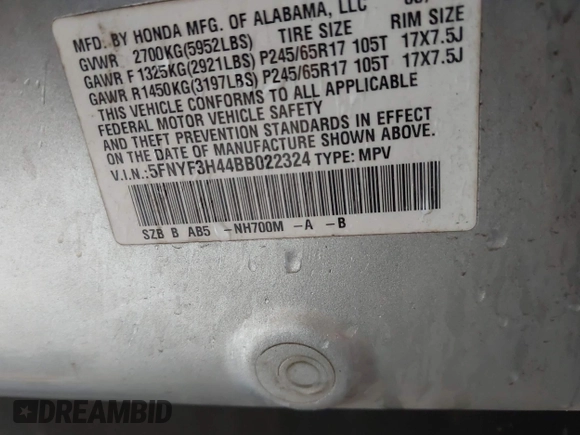 MFD. BY HONDA MFG. OF ALABAMA, LLC
GVWR 2700KG(5952LBS) TIRE SIZE RIM SIZE
GAWR F 1325KG(2921LBS) P245/65R17 105T 17X7.5J
GAWR R1450KG(3197LBS) P245/65R17 105T 17X7.5J
THIS VEHICLE CONFORMS TO ALL APPLICABLE
FEDERAL MOTOR VEHICLE SAFETY
AND THEFT PREVENTION STANDARDS IN EFFECT
ON THE DATE OF MANUFACTURE SHOWN ABOVE.
V.I.N.:5FNYF3H44BB022324 TYPE: MPV
SZB B AB5 -NH700M -A -B
DREAMBID